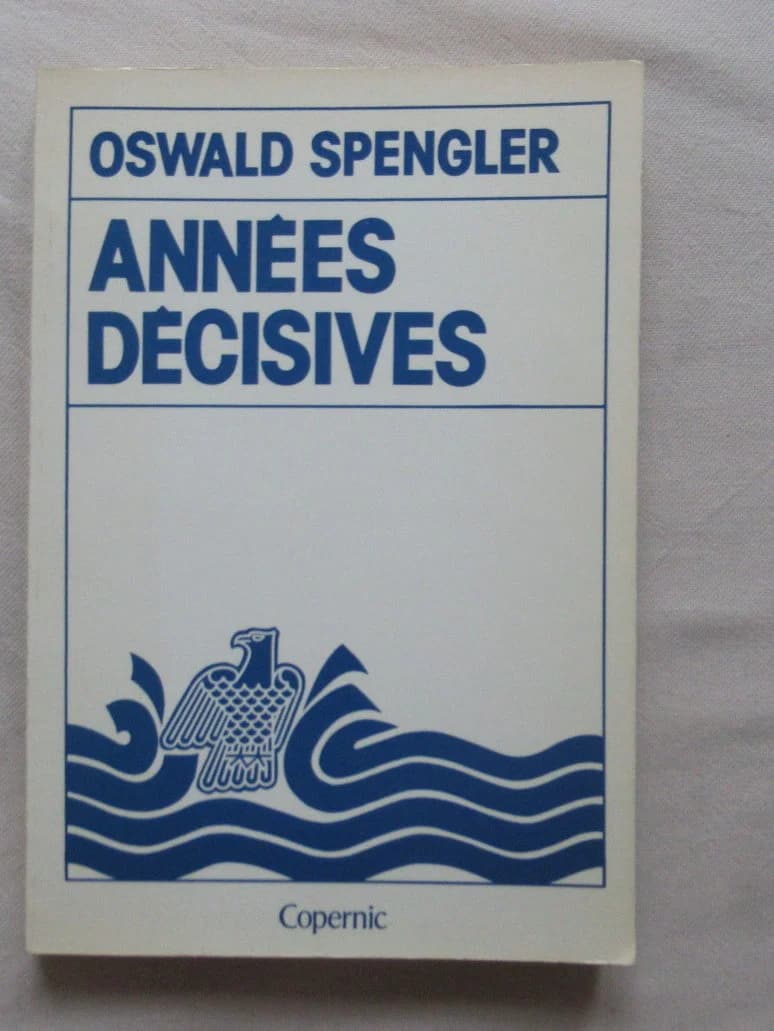 OSWALD SPENGLER
ANNÉES
DÉCISIVES
Copernic